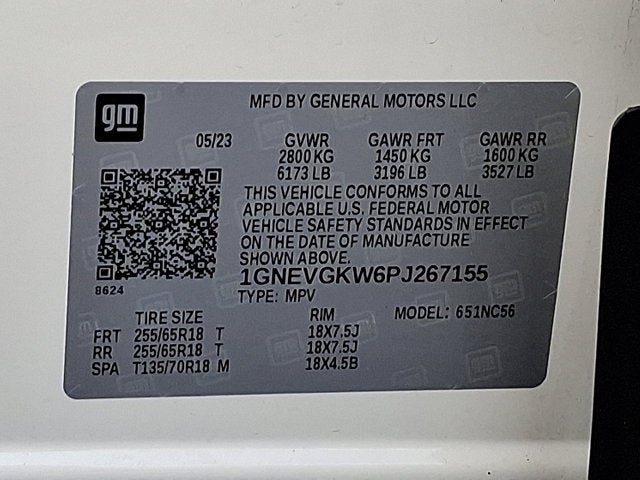 gm
MFD BY GENERAL MOTORS LLC
05/23 GVWR GAWR FRT GAWR RR
2800 KG 1450 KG 1600 KG
6173 LB 3196 LB 3527 LB
THIS VEHICLE CONFORMS TO ALL
APPLICABLE U.S. FEDERAL MOTOR
VEHICLE SAFETY STANDARDS IN EFFECT
ON THE DATE OF MANUFACTURE
SHOWN ABOVE.
8624
1GNEVGKW6PJ267155
TYPE: MPV MODEL: 651NC56
TIRE SIZE RIM
FRT 255/65R18 T 18X7.5J
RR 255/65R18 T 18X7.5J
SPA T135/70R18 M 18X4.5B